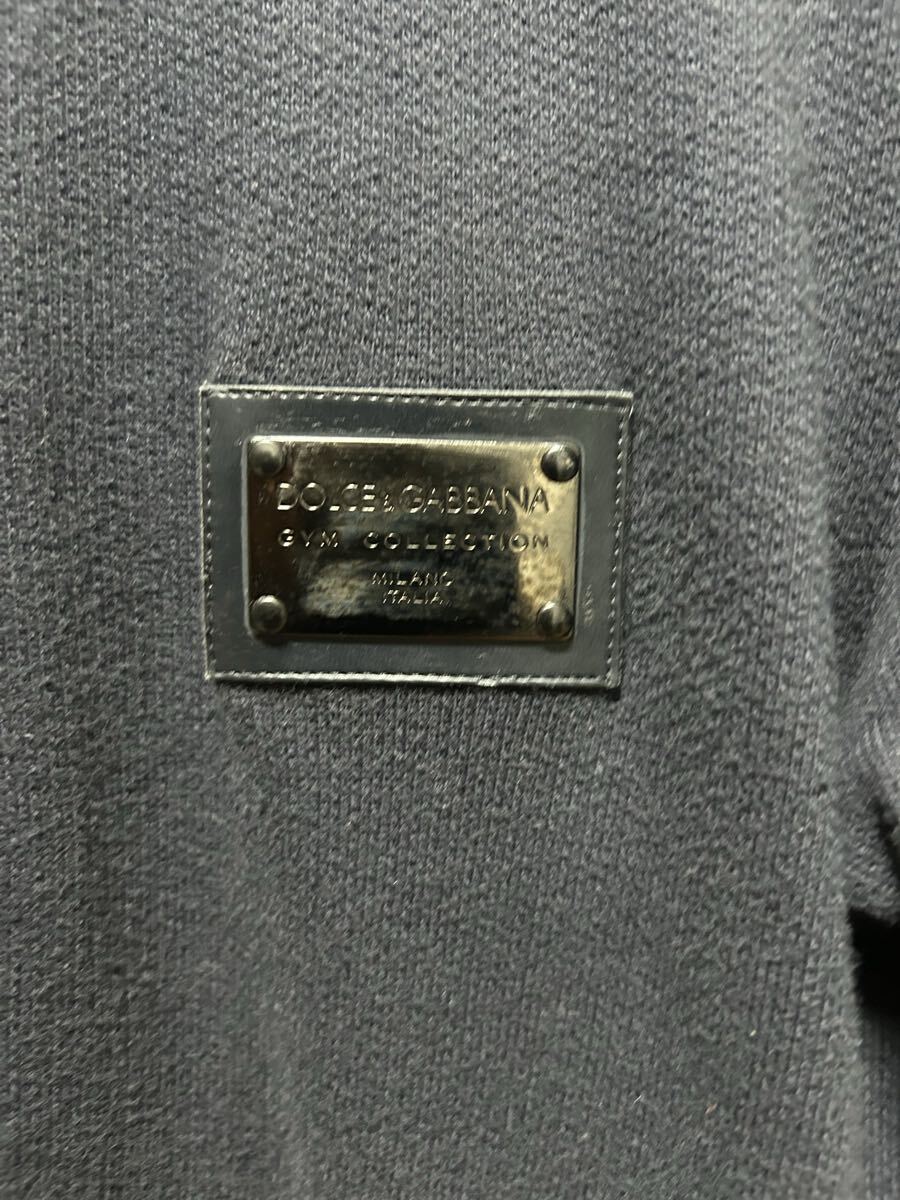 DOLCE & GABBANA
GYM COLLECTION
MILANO
ITALIA